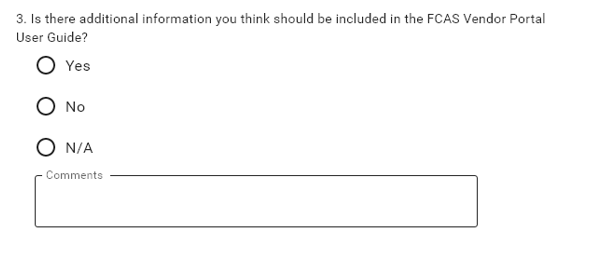 3. Is there additional information you think should be included in the FCAS Vendor Portal
User Guide?
Yes
No
N/A
Comments